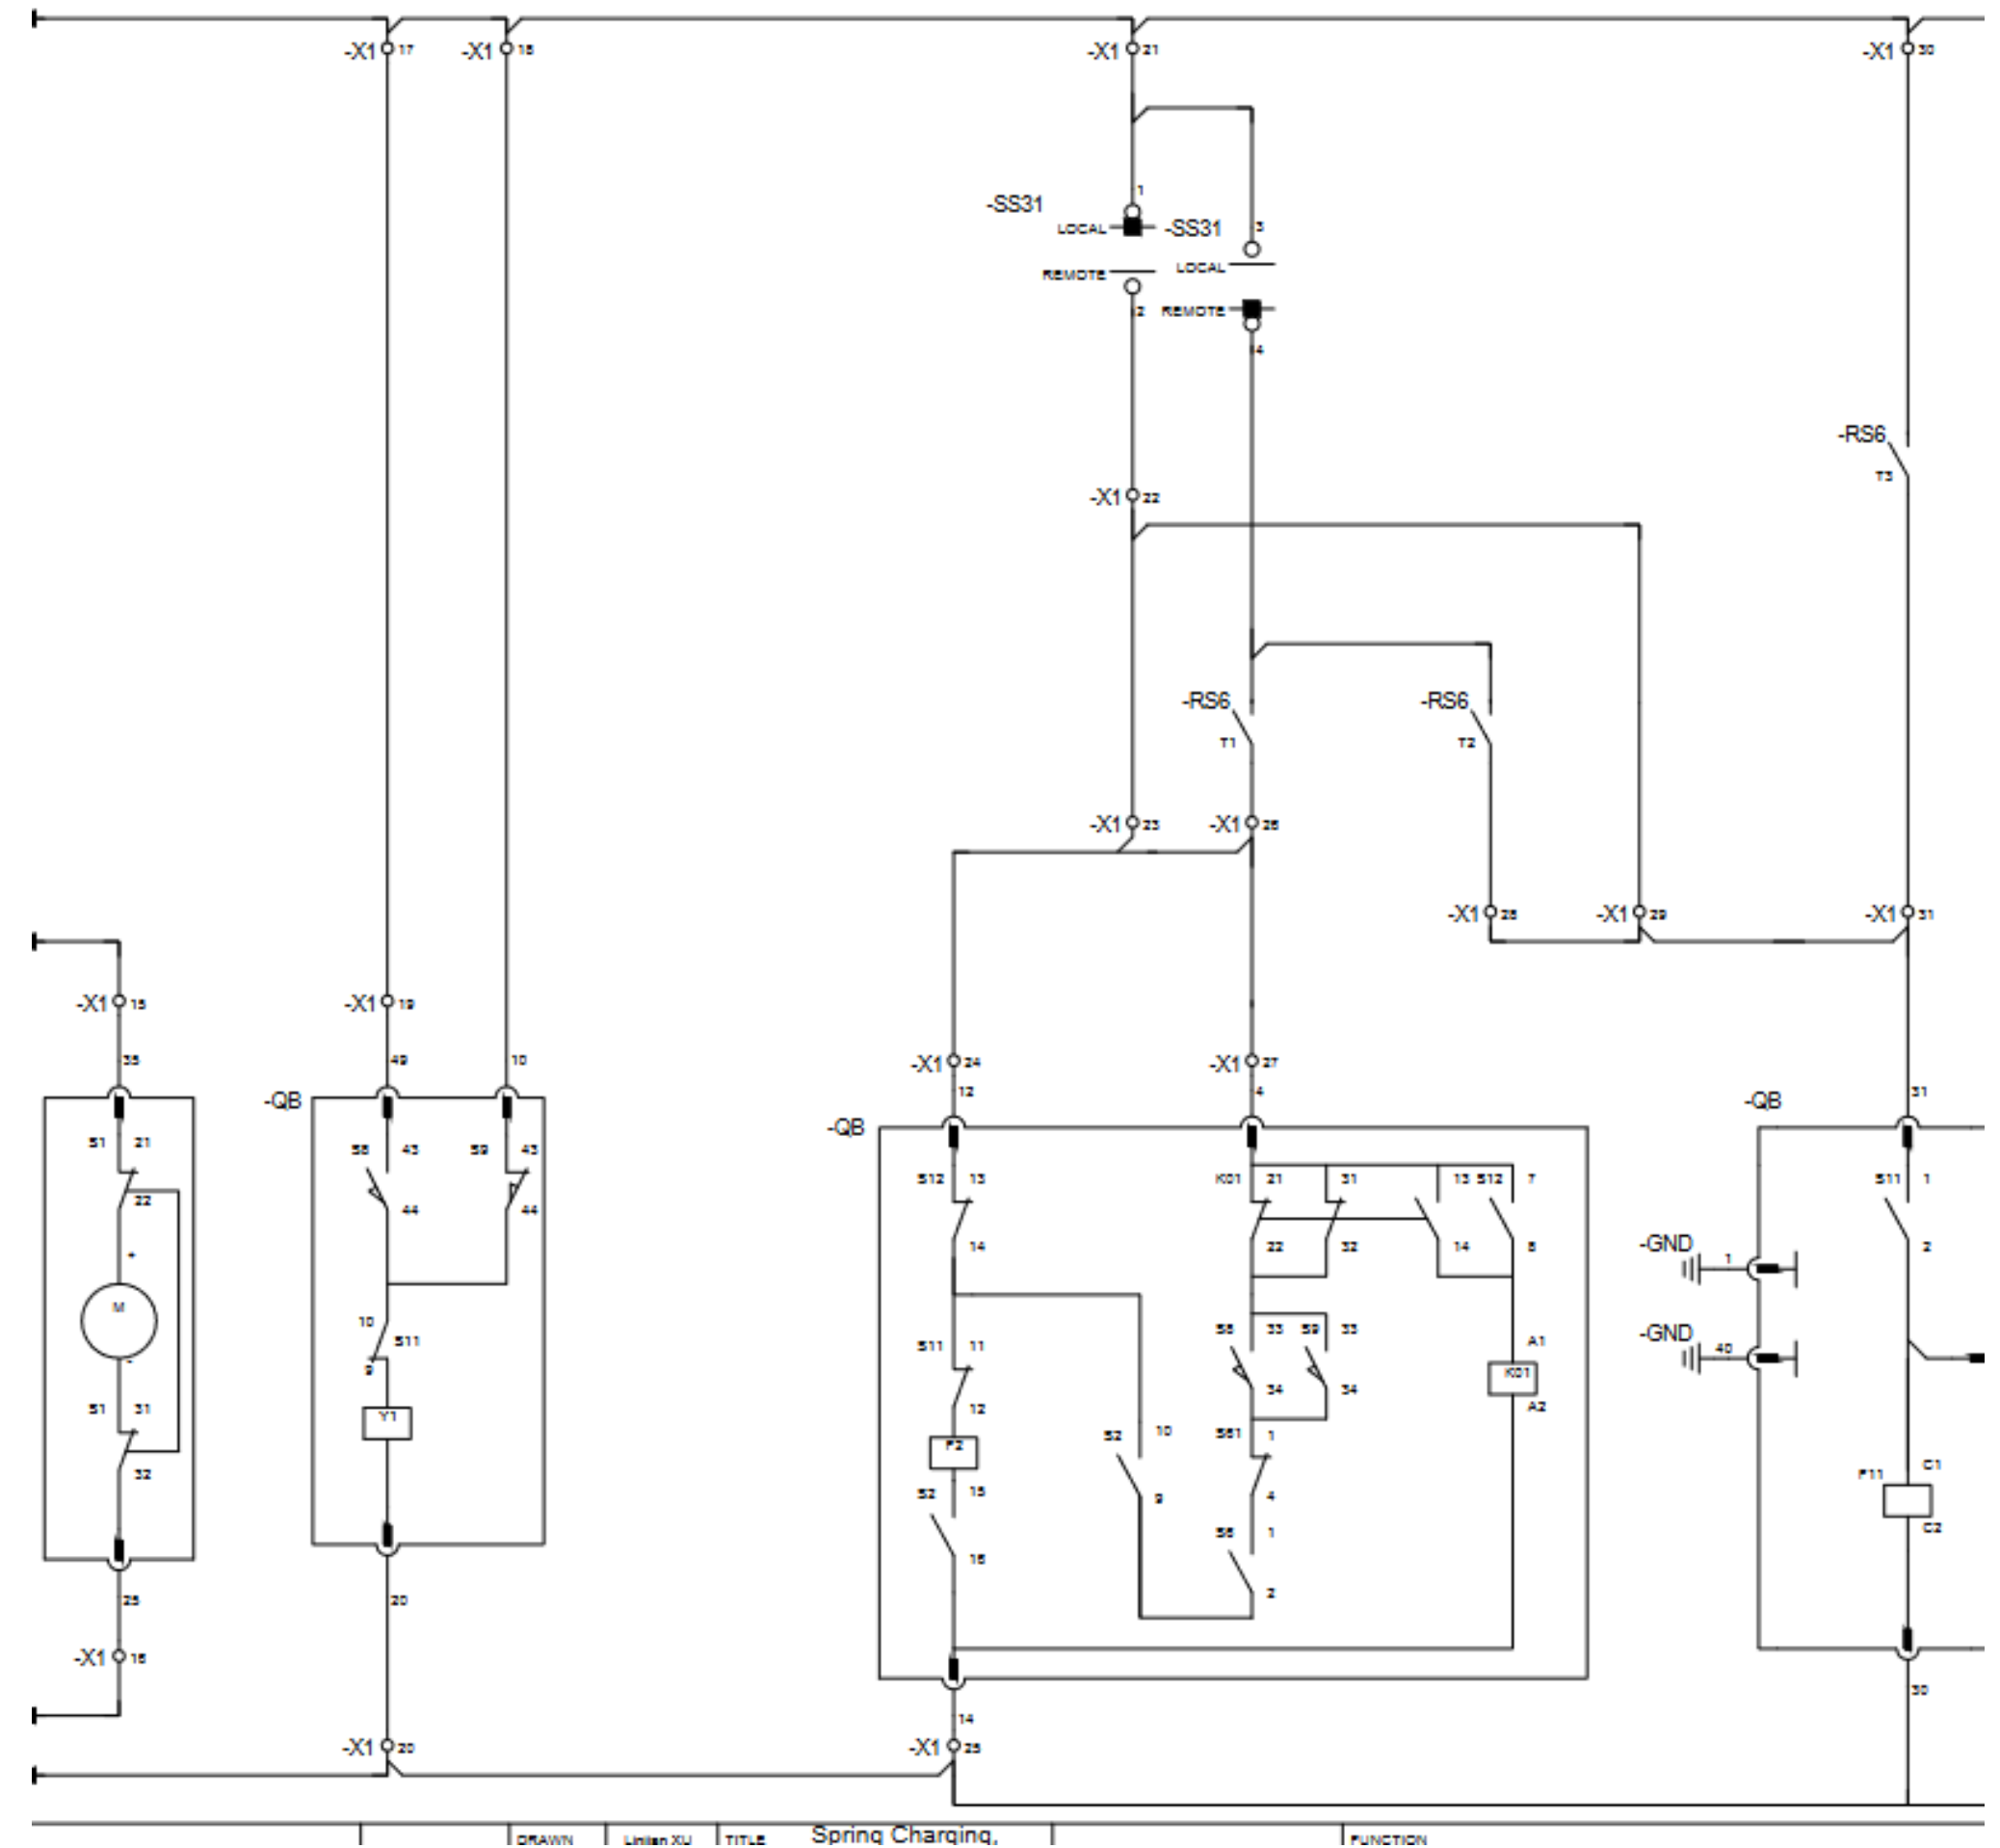 -X1 17 -X1 18 -X1 21 -X1 30
1
-SS31
LOCAL -SS31 3
REMOTE LOCAL
2 REMOTE
4
-RS6
T3
-X1 22
-RS6 -RS6
T1 T2
-X1 23 -X1 26
-X1 28 -X1 29 -X1 31
-X1 15 -X1 19
35 49 10 -X1 24 -X1 27
12 4 31
-QB -QB
-QB
S1 21 S8 43 S9 43
S12 13 K01 21 31 13 S12 7 S11 1
22 44 44
14 22 32 14 8 2
-GND 1
+
M
-
10 S11
9
S8 33 S9 33
-GND 40
S11 11 A1
K01
34 34
A2
S1 31 Y1 12
S2 10 S61 1
32 F2
S2 15 9 4
F11 C1
C2
16 S6 1
2
25 20
-X1 16
30
14
-X1 20 -X1 25
DRAWN Linjian XU TITLE Spring Charging, FUNCTION